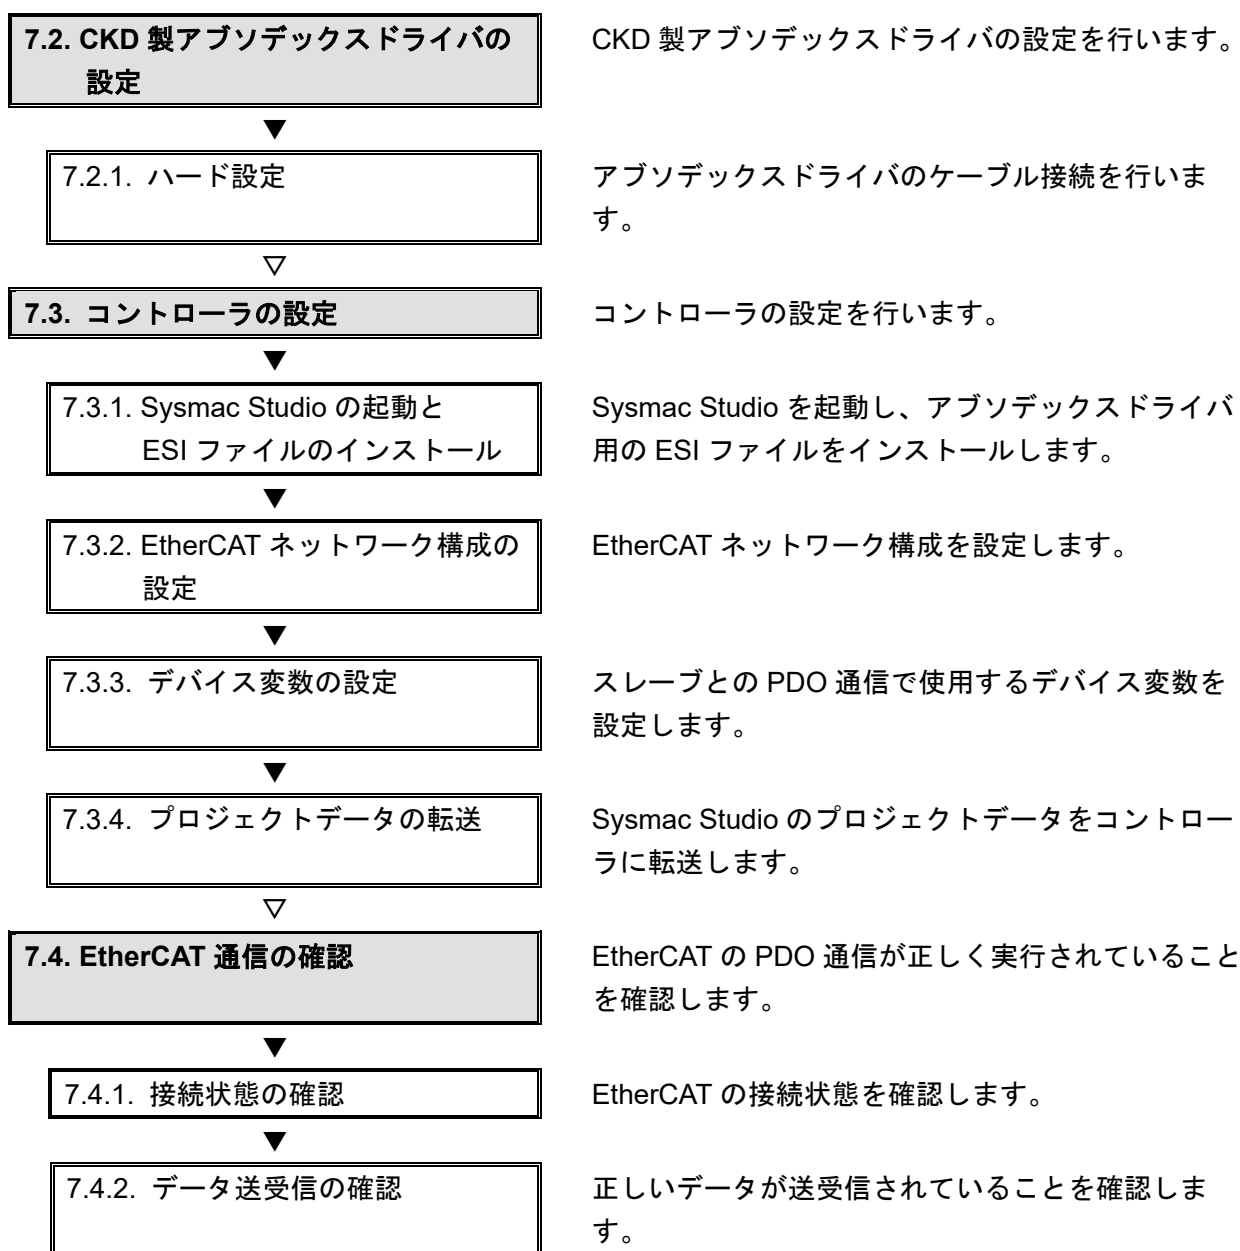 7.2. CKD 製アブソデックスドライバの
設定
CKD 製アブソデックスドライバの設定を行います。
▼
7.2.1. ハード設定
アブソデックスドライバのケーブル接続を行いま
す。
▽
7.3. コントローラの設定
コントローラの設定を行います。
▼
7.3.1. Sysmac Studio の起動と
ESI ファイルのインストール
Sysmac Studio を起動し、アブソデックスドライバ
用の ESI ファイルをインストールします。
▼
7.3.2. EtherCAT ネットワーク構成の
設定
EtherCAT ネットワーク構成を設定します。
▼
7.3.3. デバイス変数の設定
スレーブとの PDO 通信で使用するデバイス変数を
設定します。
▼
7.3.4. プロジェクトデータの転送
Sysmac Studio のプロジェクトデータをコントロー
ラに転送します。
▽
7.4. EtherCAT 通信の確認
EtherCAT の PDO 通信が正しく実行されていること
を確認します。
▼
7.4.1. 接続状態の確認
EtherCAT の接続状態を確認します。
▼
7.4.2. データ送受信の確認
正しいデータが送受信されていることを確認しま
す。